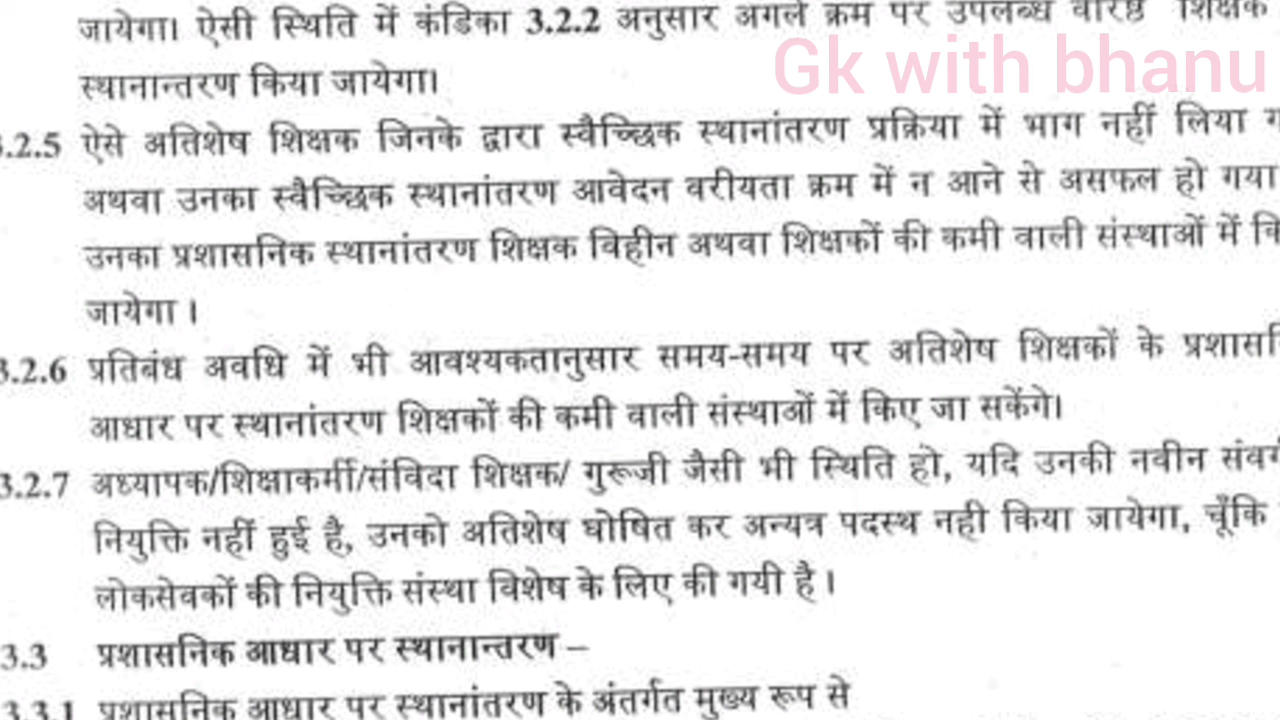 जायेगा। ऐसी स्थिति में कंडिका 3.2.2 अनुसार अगले क्रम पर उपलब्ध वरिष्ठ शिक्षक
Gk with bhanu
स्थानान्तरण किया जायेगा।
3.2.5 ऐसे अतिशेष शिक्षक जिनके द्वारा स्वैच्छिक स्थानांतरण प्रक्रिया में भाग नहीं लिया
अथवा उनका स्वैच्छिक स्थानांतरण आवेदन वरीयता क्रम में न आने से असफल हो गया
उनका प्रशासनिक स्थानांतरण शिक्षक विहीन अथवा शिक्षकों की कमी वाली संस्थाओं में
जायेगा ।
3.2.6 प्रतिबंध अवधि में भी आवश्यकतानुसार समय-समय पर अतिशेष शिक्षकों के
आधार पर स्थानांतरण शिक्षकों की कमी वाली संस्थाओं में किए जा सकेंगे।
3.2.7 अध्यापक/शिक्षाकर्मी/संविदा शिक्षक/ गुरूजी जैसी भी स्थिति हो, यदि उनकी नवीन संवर्ग
नियुक्ति नहीं हुई है, उनको अतिशेष घोषित कर अन्यत्र पदस्थ नही किया जायेगा, चूँकि
लोकसेवकों की नियुक्ति संस्था विशेष के लिए की गयी है ।
3.3 प्रशासनिक आधार पर स्थानान्तरण –
3.3.1 प्रशासनिक आधार पर स्थानांतरण के अंतर्गत मुख्य रूप से